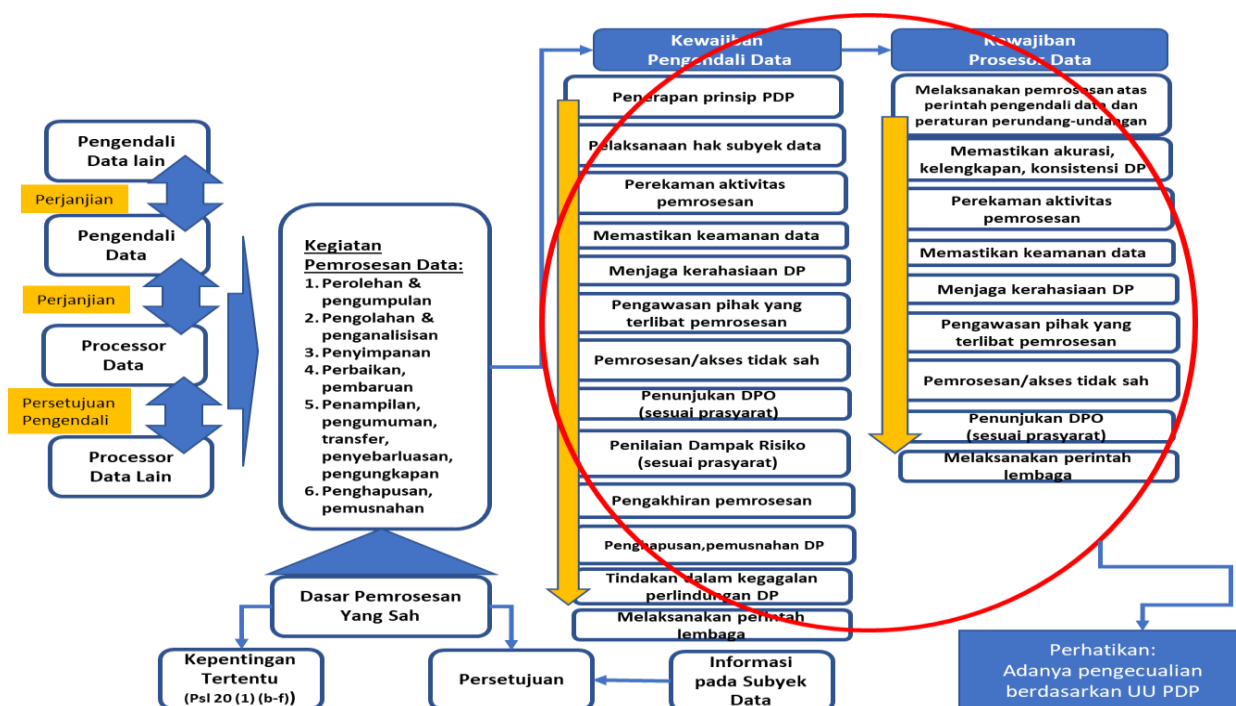 Pengendali
Data lain
Perjanjian
Pengendali
Data
Perjanjian
Processor
Data
Persetujuan
Pengendali
Processor
Data Lain
Kegiatan
Pemrosesan Data:
1. Perolehan &
pengumpulan
2. Pengolahan &
penganalisisan
3. Penyimpanan
4. Perbaikan,
pembaruan
5. Penampilan,
pengumuman,
transfer,
penyebarluasan,
pengungkapan
6. Penghapusan,
pemusnahan
Dasar Pemrosesan
Yang Sah
Kepentingan
Tertentu
(Psl 20 (1) (b-f))
Persetujuan
Informasi
pada Subyek
Data
Kewajiban
Pengendali Data
Penerapan prinsip PDP
Pelaksanaan hak subyek data
Perekaman aktivitas
pemrosesan
Memastikan keamanan data
Menjaga kerahasiaan DP
Pengawasan pihak yang
terlibat pemrosesan
Pemrosesan/akses tidak sah
Penunjukan DPO
(sesuai prasyarat)
Penilaian Dampak Risiko
(sesuai prasyarat)
Pengakhiran pemrosesan
Penghapusan,pemusnahan DP
Tindakan dalam kegagalan
perlindungan DP
Melaksanakan perintah
lembaga
Kewajiban
Prosesor Data
Melaksanakan pemrosesan atas
perintah pengendali data dan
peraturan perundang-undangan
Memastikan akurasi,
kelengkapan, konsistensi DP
Perekaman aktivitas
pemrosesan
Memastikan keamanan data
Menjaga kerahasiaan DP
Pengawasan pihak yang
terlibat pemrosesan
Pemrosesan/akses tidak sah
Penunjukan DPO
(sesuai prasyarat)
Melaksanakan perintah
lembaga
Perhatikan:
Adanya pengecualian
berdasarkan UU PDP